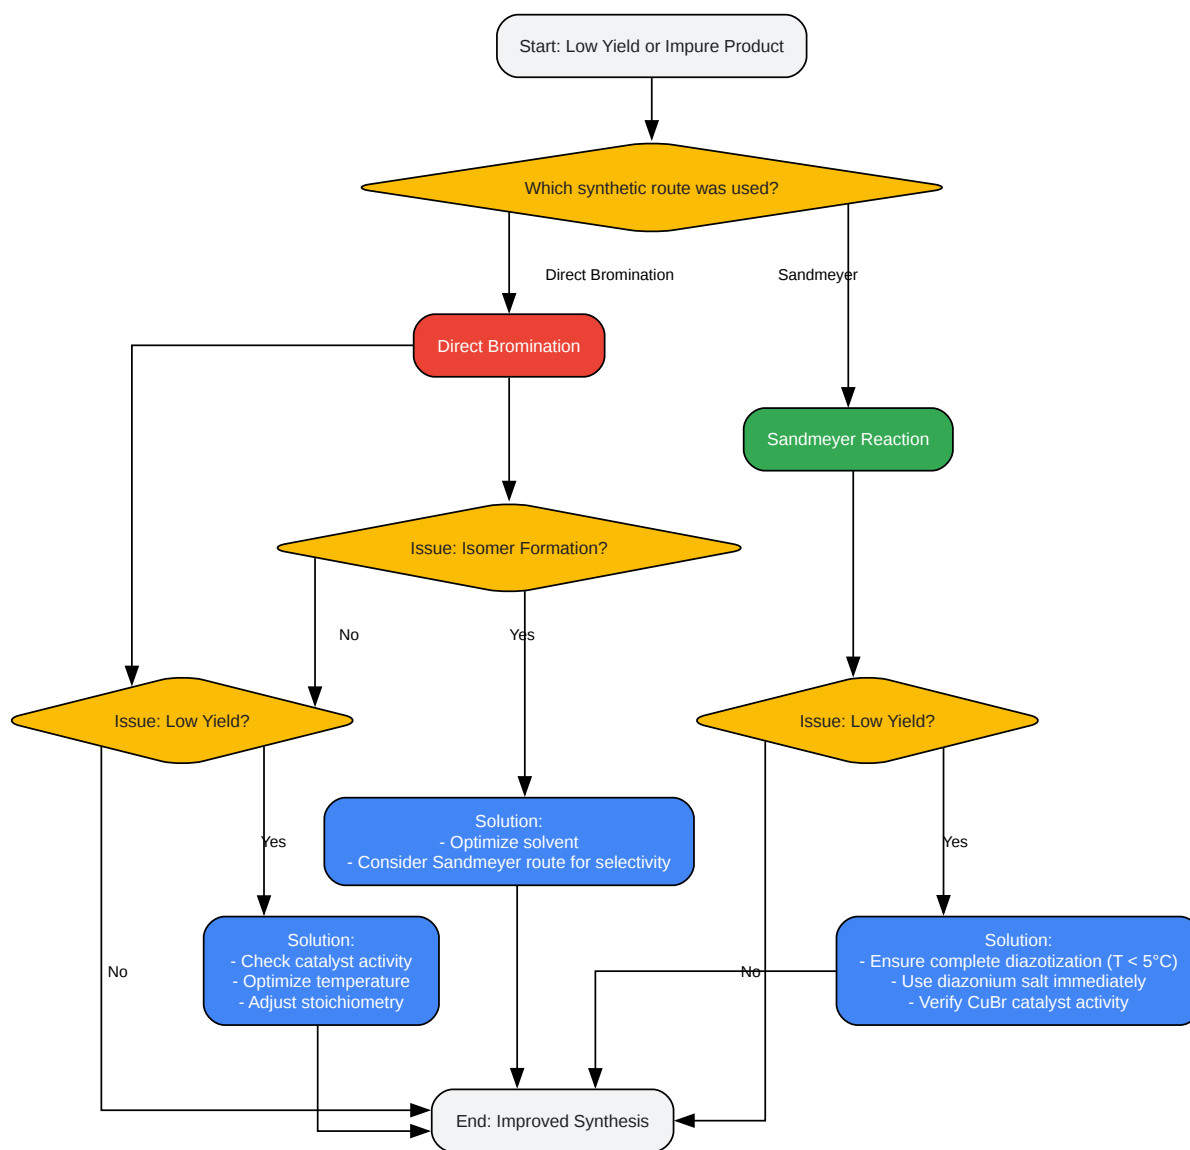 Start: Low Yield or Impure Product
Which synthetic route was used?
Direct Bromination
Sandmeyer
Direct Bromination
Sandmeyer Reaction
Issue: Isomer Formation?
No
Yes
Issue: Low Yield?
Issue: Low Yield?
Solution:
- Optimize solvent
- Consider Sandmeyer route for selectivity
Yes
Yes
Solution:
- Check catalyst activity
- Optimize temperature
- Adjust stoichiometry
Solution:
- Ensure complete diazotization (T < 5°C)
- Use diazonium salt immediately
- Verify CuBr catalyst activity
No
No
End: Improved Synthesis